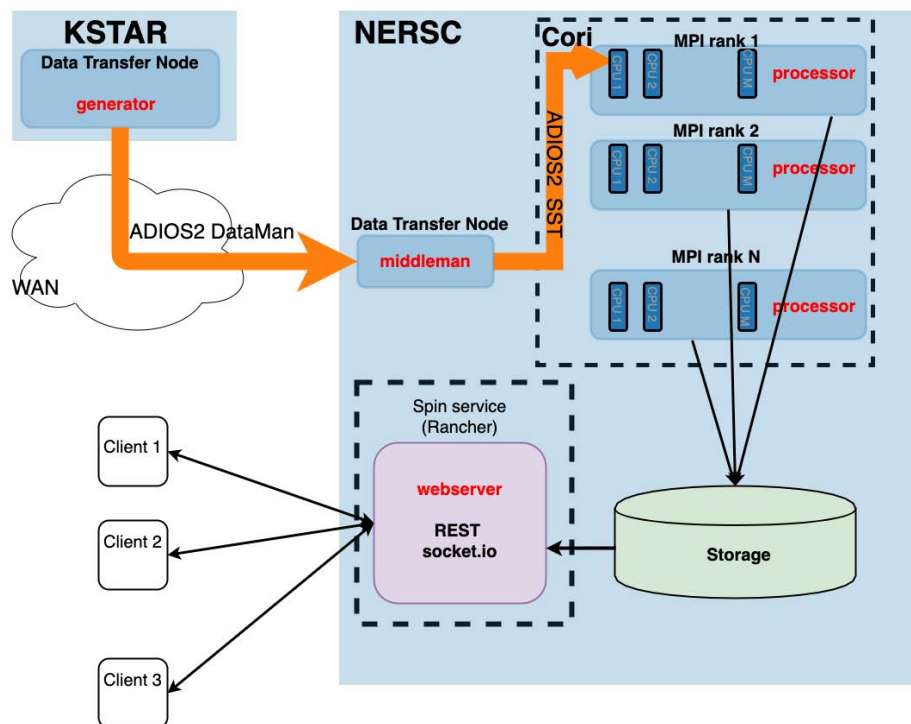 KSTAR
Data Transfer Node
generator
ADIOS2 DataMan
WAN
NERSC
Data Transfer Node
middleman
ADIOS2 SST
Cori
MPI rank 1
CPU 1
CPU 2
CPU M
processor
MPI rank 2
CPU 1
CPU 2
CPU M
processor
MPI rank N
CPU 1
CPU 2
CPU M
processor
Spin service
(Rancher)
webserver
REST
socket.io
Storage
Client 1
Client 2
Client 3